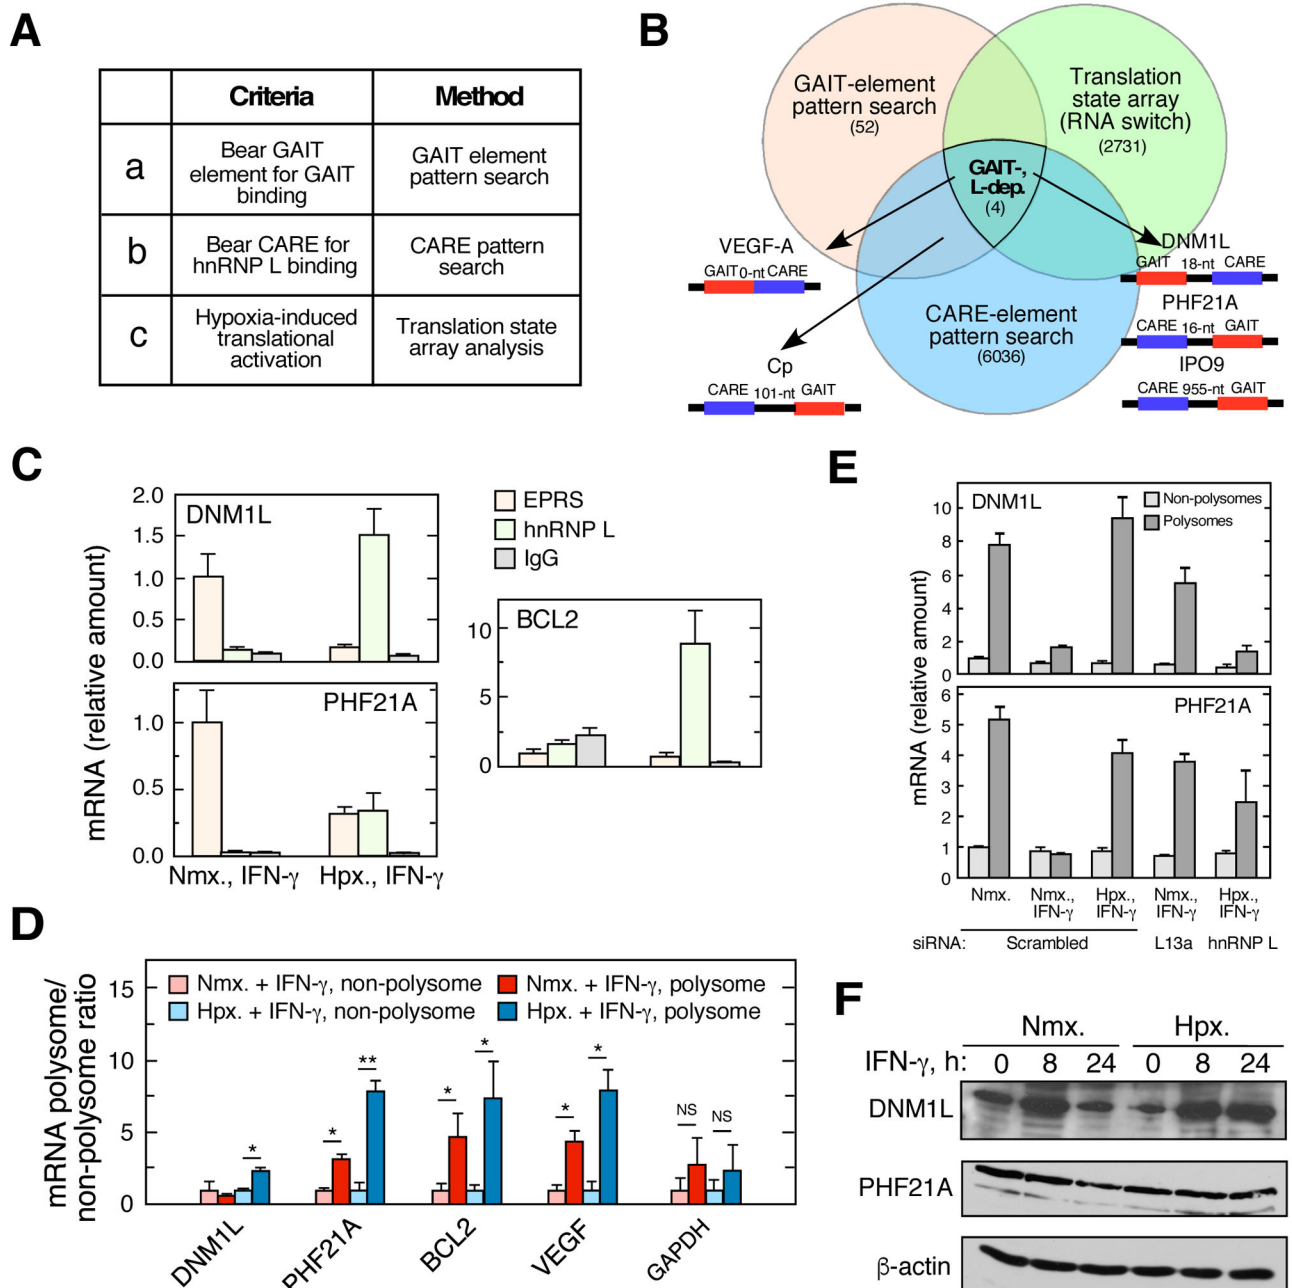 A
Criteria
Method
a
Bear GAIT
element for GAIT
binding
GAIT element
pattern search
b
Bear CARE for
hnRNP L binding
CARE pattern
search
c
Hypoxia-induced
translational
activation
Translation state
array analysis
B
GAIT-element
pattern search
(52)
Translation
state array
(RNA switch)
(2731)
GAIT-,
L-dep.
(4)
CARE-element
pattern search
(6036)
VEGF-A
GAIT 0-nt CARE
Cp
CARE 101-nt GAIT
DNM1L
GAIT 18-nt CARE
PHF21A
CARE 16-nt GAIT
IPO9
CARE 955-nt GAIT
C
mRNA (relative amount)
2.0
1.5
1.0
0.5
0.0
DNM1L
EPRS
hnRNP L
IgG
1.0
0.5
0.0
PHF21A
Nmx., IFN-γ
Hpx., IFN-γ
10
5
0
BCL2
D
mRNA polysome/
non-polysome ratio
15
10
5
0
Nmx. + IFN-γ, non-polysome
Nmx. + IFN-γ, polysome
Hpx. + IFN-γ, non-polysome
Hpx. + IFN-γ, polysome
*
*
**
*
*
*
*
NS
NS
DNM1L
PHF21A
BCL2
VEGF
GAPDH
E
mRNA (relative amount)
DNM1L
Non-polysomes
Polysomes
10
8
6
4
2
0
PHF21A
6
5
4
3
2
1
0
Nmx.
Nmx.,
IFN-γ
Hpx.,
IFN-γ
Nmx.,
IFN-γ
Hpx.,
IFN-γ
siRNA:
Scrambled
L13a
hnRNP L
F
Nmx.
Hpx.
IFN-γ, h:
0
8
24
0
8
24
DNM1L
PHF21A
β-actin